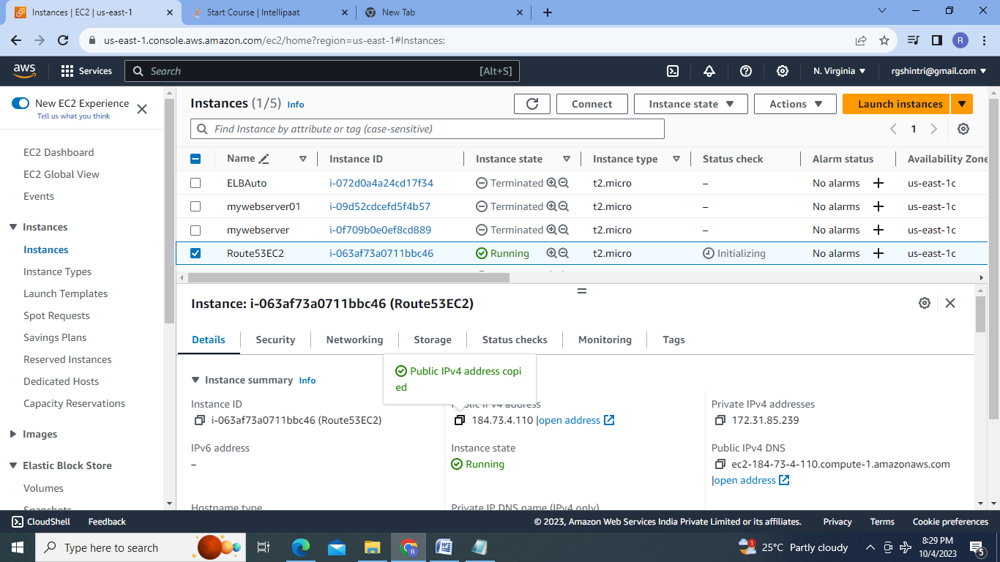 Instances | EC2 | us-east-1
Start Course | Intellipaat
New Tab
us-east-1.console.aws.amazon.com/ec2/home?region=us-east-1#Instances:
R
aws
Services
Search
[Alt+S]
N. Virginia
rgshintri@gmail.com
New EC2 Experience
Tell us what you think
EC2 Dashboard
EC2 Global View
Events
Instances
Instances
Instance Types
Launch Templates
Spot Requests
Savings Plans
Reserved Instances
Dedicated Hosts
Capacity Reservations
Images
Elastic Block Store
Volumes
Snapshots
Instances (1/5) Info
Connect
Instance state
Actions
Launch instances
Find Instance by attribute or tag (case-sensitive)
1
Name Instance ID Instance state Instance type Status check Alarm status Availability Zone
ELBAuto i-072d0a4a24cd17f34 Terminated t2.micro – No alarms + us-east-1c
mywebserver01 i-09d52cdcefd5f4b57 Terminated t2.micro – No alarms + us-east-1c
mywebserver i-0f709b0e0ef8cd889 Terminated t2.micro – No alarms + us-east-1c
Route53EC2 i-063af73a0711bbc46 Running t2.micro Initializing No alarms + us-east-1c
Instance: i-063af73a0711bbc46 (Route53EC2)
Details Security Networking Storage Status checks Monitoring Tags
Public IPv4 address copi
ed
Instance summary Info
Instance ID
i-063af73a0711bbc46 (Route53EC2)
Public IPv4 address
184.73.4.110 |open address
Private IPv4 addresses
172.31.85.239
IPv6 address
–
Instance state
Running
Public IPv4 DNS
ec2-184-73-4-110.compute-1.amazonaws.com
|open address
Hostname type
Private IP DNS name (IPv4 only)
CloudShell
Feedback
© 2023, Amazon Web Services India Private Limited or its affiliates.
Privacy
Terms
Cookie preferences
Type here to search
R
1
25°C Partly cloudy
8:29 PM
10/4/2023
5